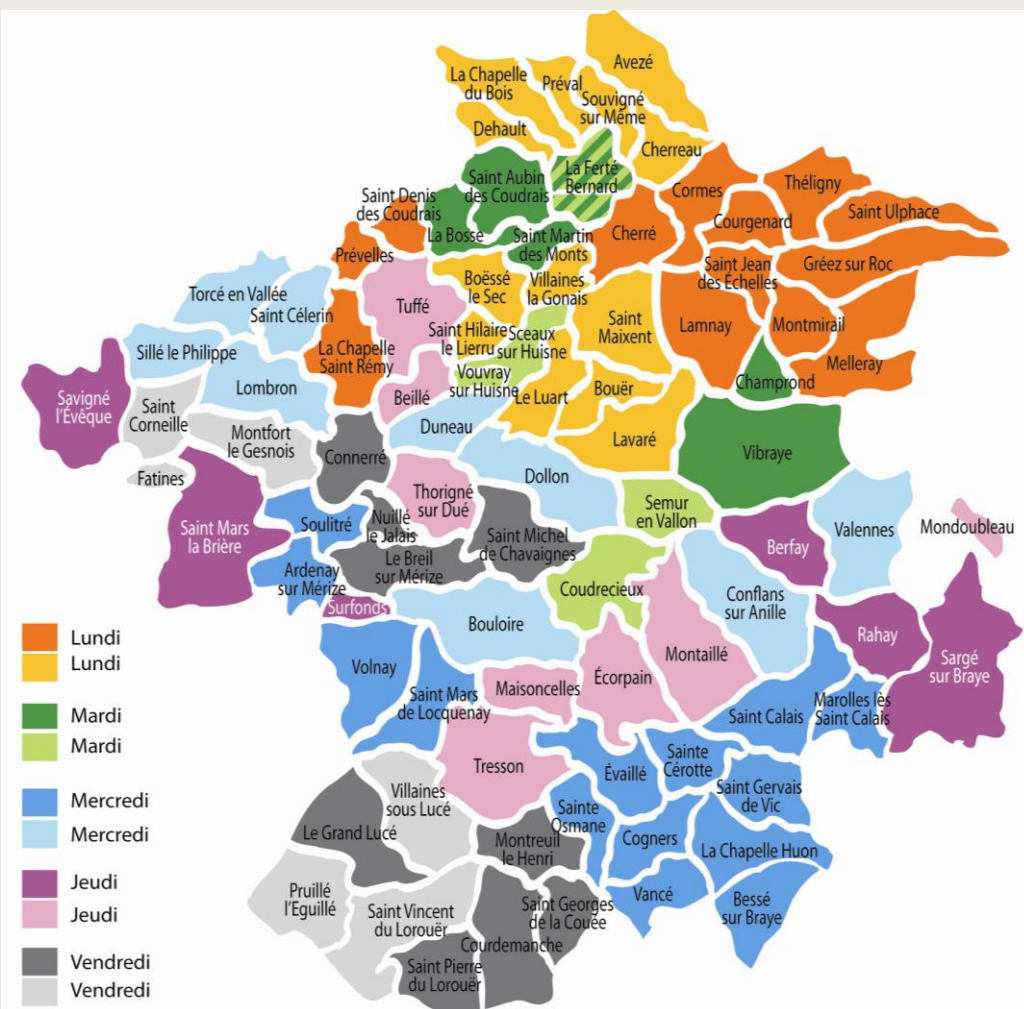 Avezé
La Chapelle
du Bois
Préval
Souvigné
sur Même
Dehault
Cherreau
La Ferté
Bernard
Saint Aubin
des Coudrais
Cormes
Théligny
Saint Denis
des Coudrais
Courgenard
Saint Ulphace
La Bosse
Saint Martin
des Monts
Cherré
Prévelles
Saint Jean
des Échelles
Gréez sur Roc
Boëssé
le Sec
Villaines
la Gonais
Torcé en Vallée
Saint Célerin
Tuffé
Saint
Maixent
Lamnay
Montmirail
Saint Hilaire
le Lierru
Sceaux
sur Huisne
Sillé le Philippe
La Chapelle
Saint Rémy
Melleray
Vouvray
sur Huisne
Champrond
Lombron
Beillé
Le Luart
Bouër
Savigné
l'Évêque
Saint
Corneille
Duneau
Lavaré
Montfort
le Gesnois
Connerré
Vibraye
Fatines
Dollon
Thorigné
sur Dué
Semur
en Vallon
Saint Mars
la Brière
Soulitré
Nuillé
le Jalais
Saint Michel
de Chavaignes
Valennes
Mondoubleau
Berfay
Le Breil
sur Mérize
Ardenay
sur Mérize
Coudrecieux
Conflans
sur Anille
Surfonds
Bouloire
Rahay
Lundi
Lundi
Volnay
Montaillé
Sargé
sur Braye
Écorpain
Maisoncelles
Saint Mars
de Locquenay
Marolles lès
Saint Calais
Saint Calais
Mardi
Mardi
Tresson
Évaillé
Sainte
Cérotte
Saint Gervais
de Vic
Villaines
sous Lucé
Mercredi
Mercredi
Sainte
Osmane
Le Grand Lucé
Montreuil
le Henri
Cogners
La Chapelle Huon
Jeudi
Jeudi
Pruillé
l'Eguillé
Vancé
Bessé
sur Braye
Saint Vincent
du Lorouër
Saint Georges
de la Couée
Courdemanche
Vendredi
Vendredi
Saint Pierre
du Lorouër